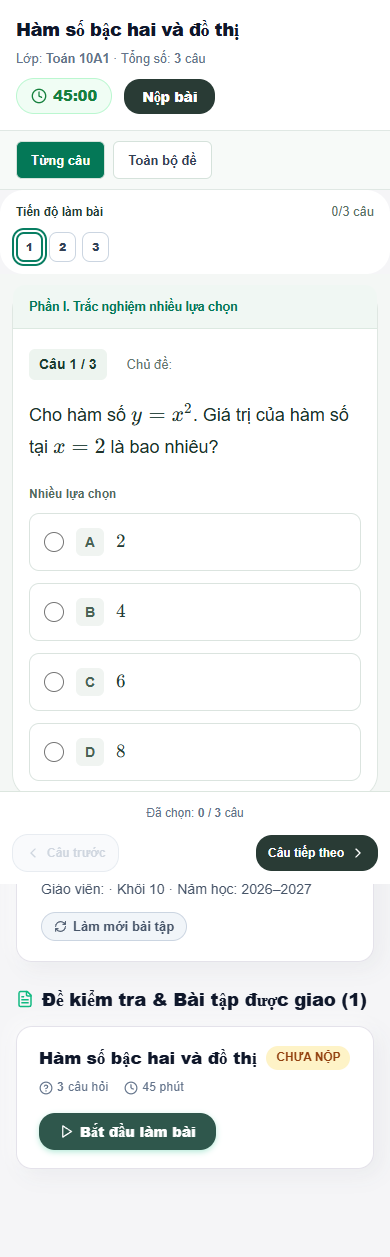 Hàm số bậc hai và đồ thị
Lớp: Toán 10A1 · Tổng số: 3 câu
45:00
Nộp bài
Từng câu
Toàn bộ đề
Tiến độ làm bài
0/3 câu
1 2 3
Phần I. Trắc nghiệm nhiều lựa chọn
Câu 1 / 3
Chủ đề:
Cho hàm số y = x². Giá trị của hàm số
tại x = 2 là bao nhiêu?
Nhiều lựa chọn
A 2
B 4
C 6
D 8
Đã chọn: 0 / 3 câu
Câu trước
Câu tiếp theo
Giáo viên: · Khối 10 · Năm học: 2026–2027
Làm mới bài tập
Đề kiểm tra & Bài tập được giao (1)
Hàm số bậc hai và đồ thị
CHƯA NỘP
3 câu hỏi
45 phút
Bắt đầu làm bài